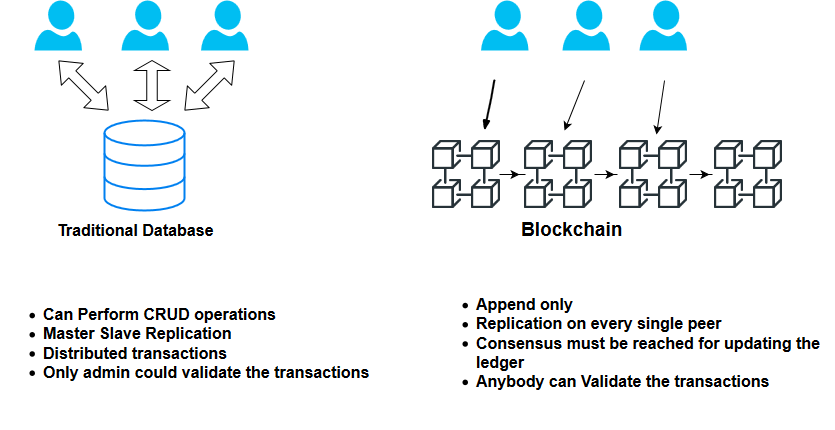 Traditional Database
Can Perform CRUD operations
Master Slave Replication
Distributed transactions
Only admin could validate the transactions
Blockchain
Append only
Replication on every single peer
Consensus must be reached for updating the
ledger
Anybody can Validate the transactions